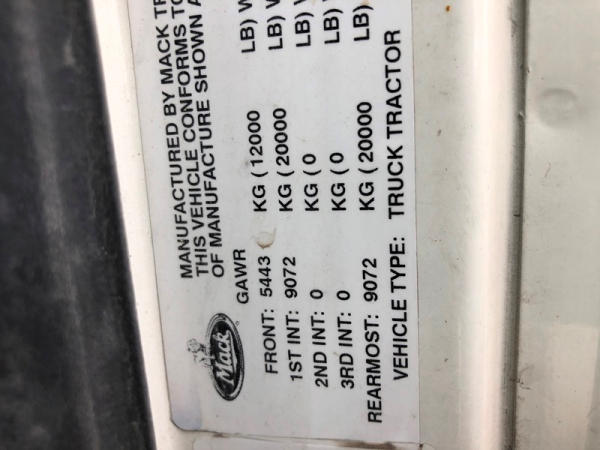 MANUFACTURED BY MACK TR
THIS VEHICLE CONFORMS TO
OF MANUFACTURE SHOWN A
Mack
GAWR
FRONT: 5443 KG ( 12000 LB) W
1ST INT: 9072 KG ( 20000 LB) W
2ND INT: 0 KG ( 0 LB) W
3RD INT: 0 KG ( 0 LB) W
REARMOST: 9072 KG ( 20000 LB)
VEHICLE TYPE: TRUCK TRACTOR